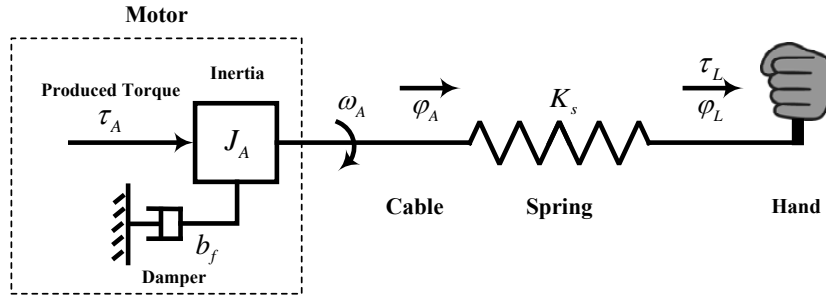 Motor
Inertia
Produced Torque
τ_A
J_A
ω_A
φ_A
K_s
τ_L
φ_L
b_f
Damper
Cable
Spring
Hand